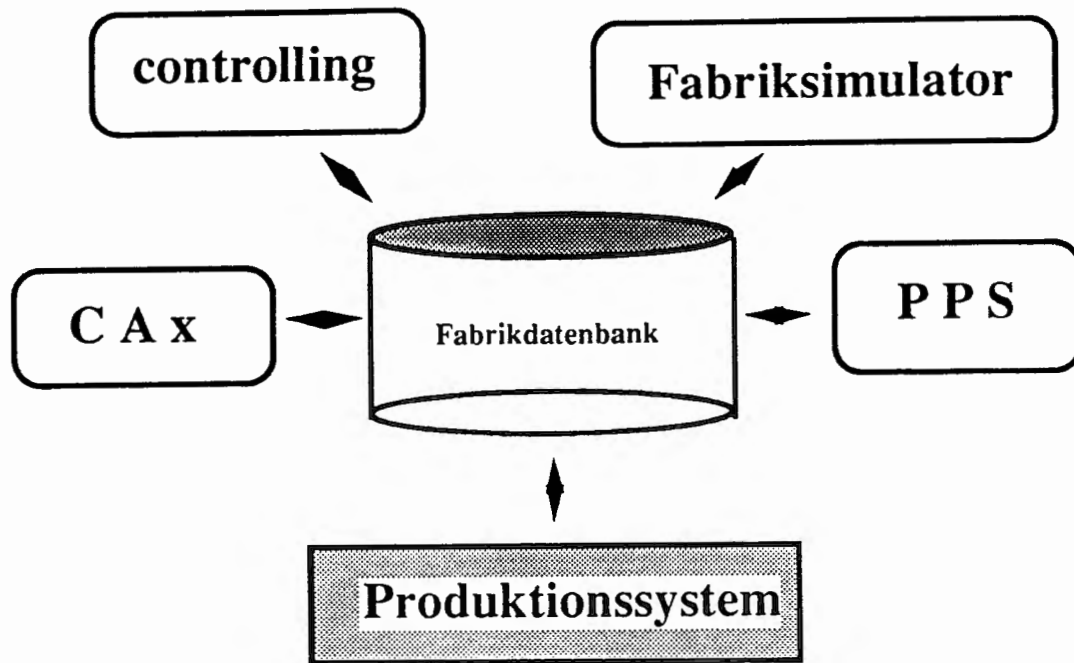 controlling
Fabriksimulator
C A x
Fabrikdatenbank
P P S
Produktionssystem